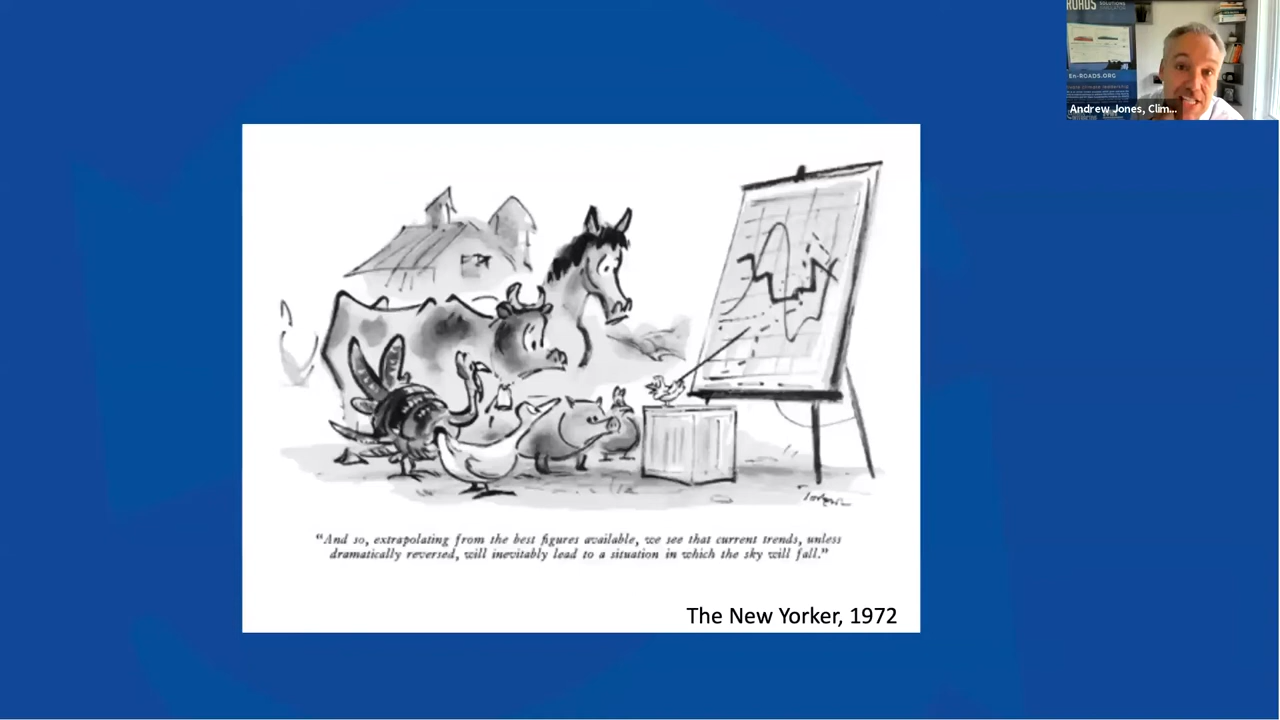 ROADS
En-ROADS.ORG
Andrew Jones, Clim...
“And so, extrapolating from the best figures available, we see that current trends, unless
dramatically reversed, will inevitably lead to a situation in which the sky will fall.”
The New Yorker, 1972